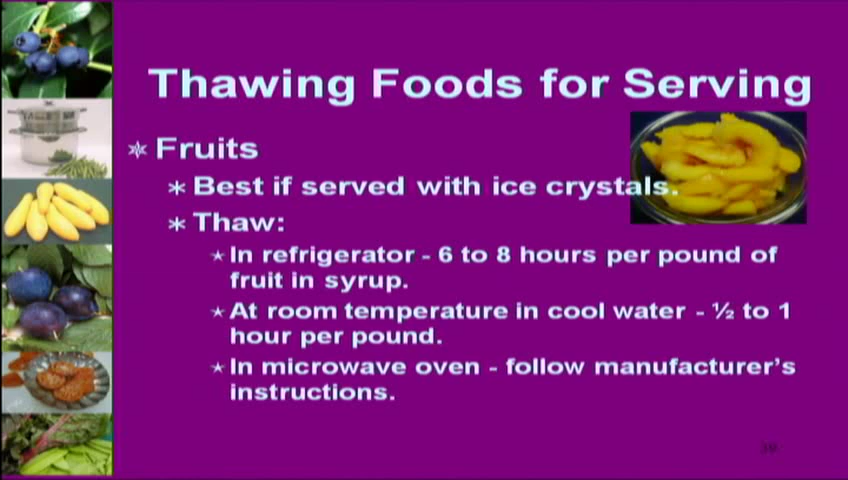 Thawing Foods for Serving
Fruits
Best if served with ice crystals.
Thaw:
In refrigerator - 6 to 8 hours per pound of
fruit in syrup.
At room temperature in cool water - ½ to 1
hour per pound.
In microwave oven - follow manufacturer's
instructions.